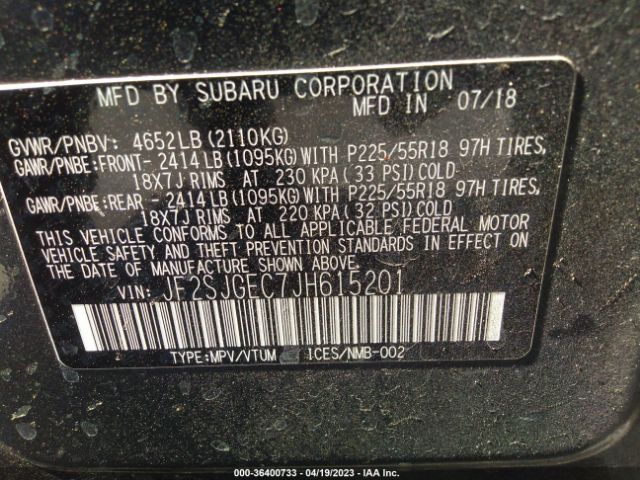 MFD BY SUBARU CORPORATION
MFD IN 07/18
GVWR/PNBV: 4652LB(2110KG)
GAWR/PNBE:FRONT- 2414LB(1095KG)WITH P225/55R18 97H TIRES,
18X7J RIMS AT 230 KPA(33 PSI)COLD
GAWR/PNBE:REAR - 2414LB(1095KG)WITH P225/55R18 97H TIRES,
18X7J RIMS AT 220 KPA(32 PSI)COLD
THIS VEHICLE CONFORMS TO ALL APPLICABLE FEDERAL MOTOR
VEHICLE SAFETY AND THEFT PREVENTION STANDARDS IN EFFECT ON
THE DATE OF MANUFACTURE SHOWN ABOVE.
VIN: JF2SJGEC7JH615201
TYPE:MPV/VTUM ICES/NMB-002
000-36400733 - 04/19/2023 - IAA Inc.